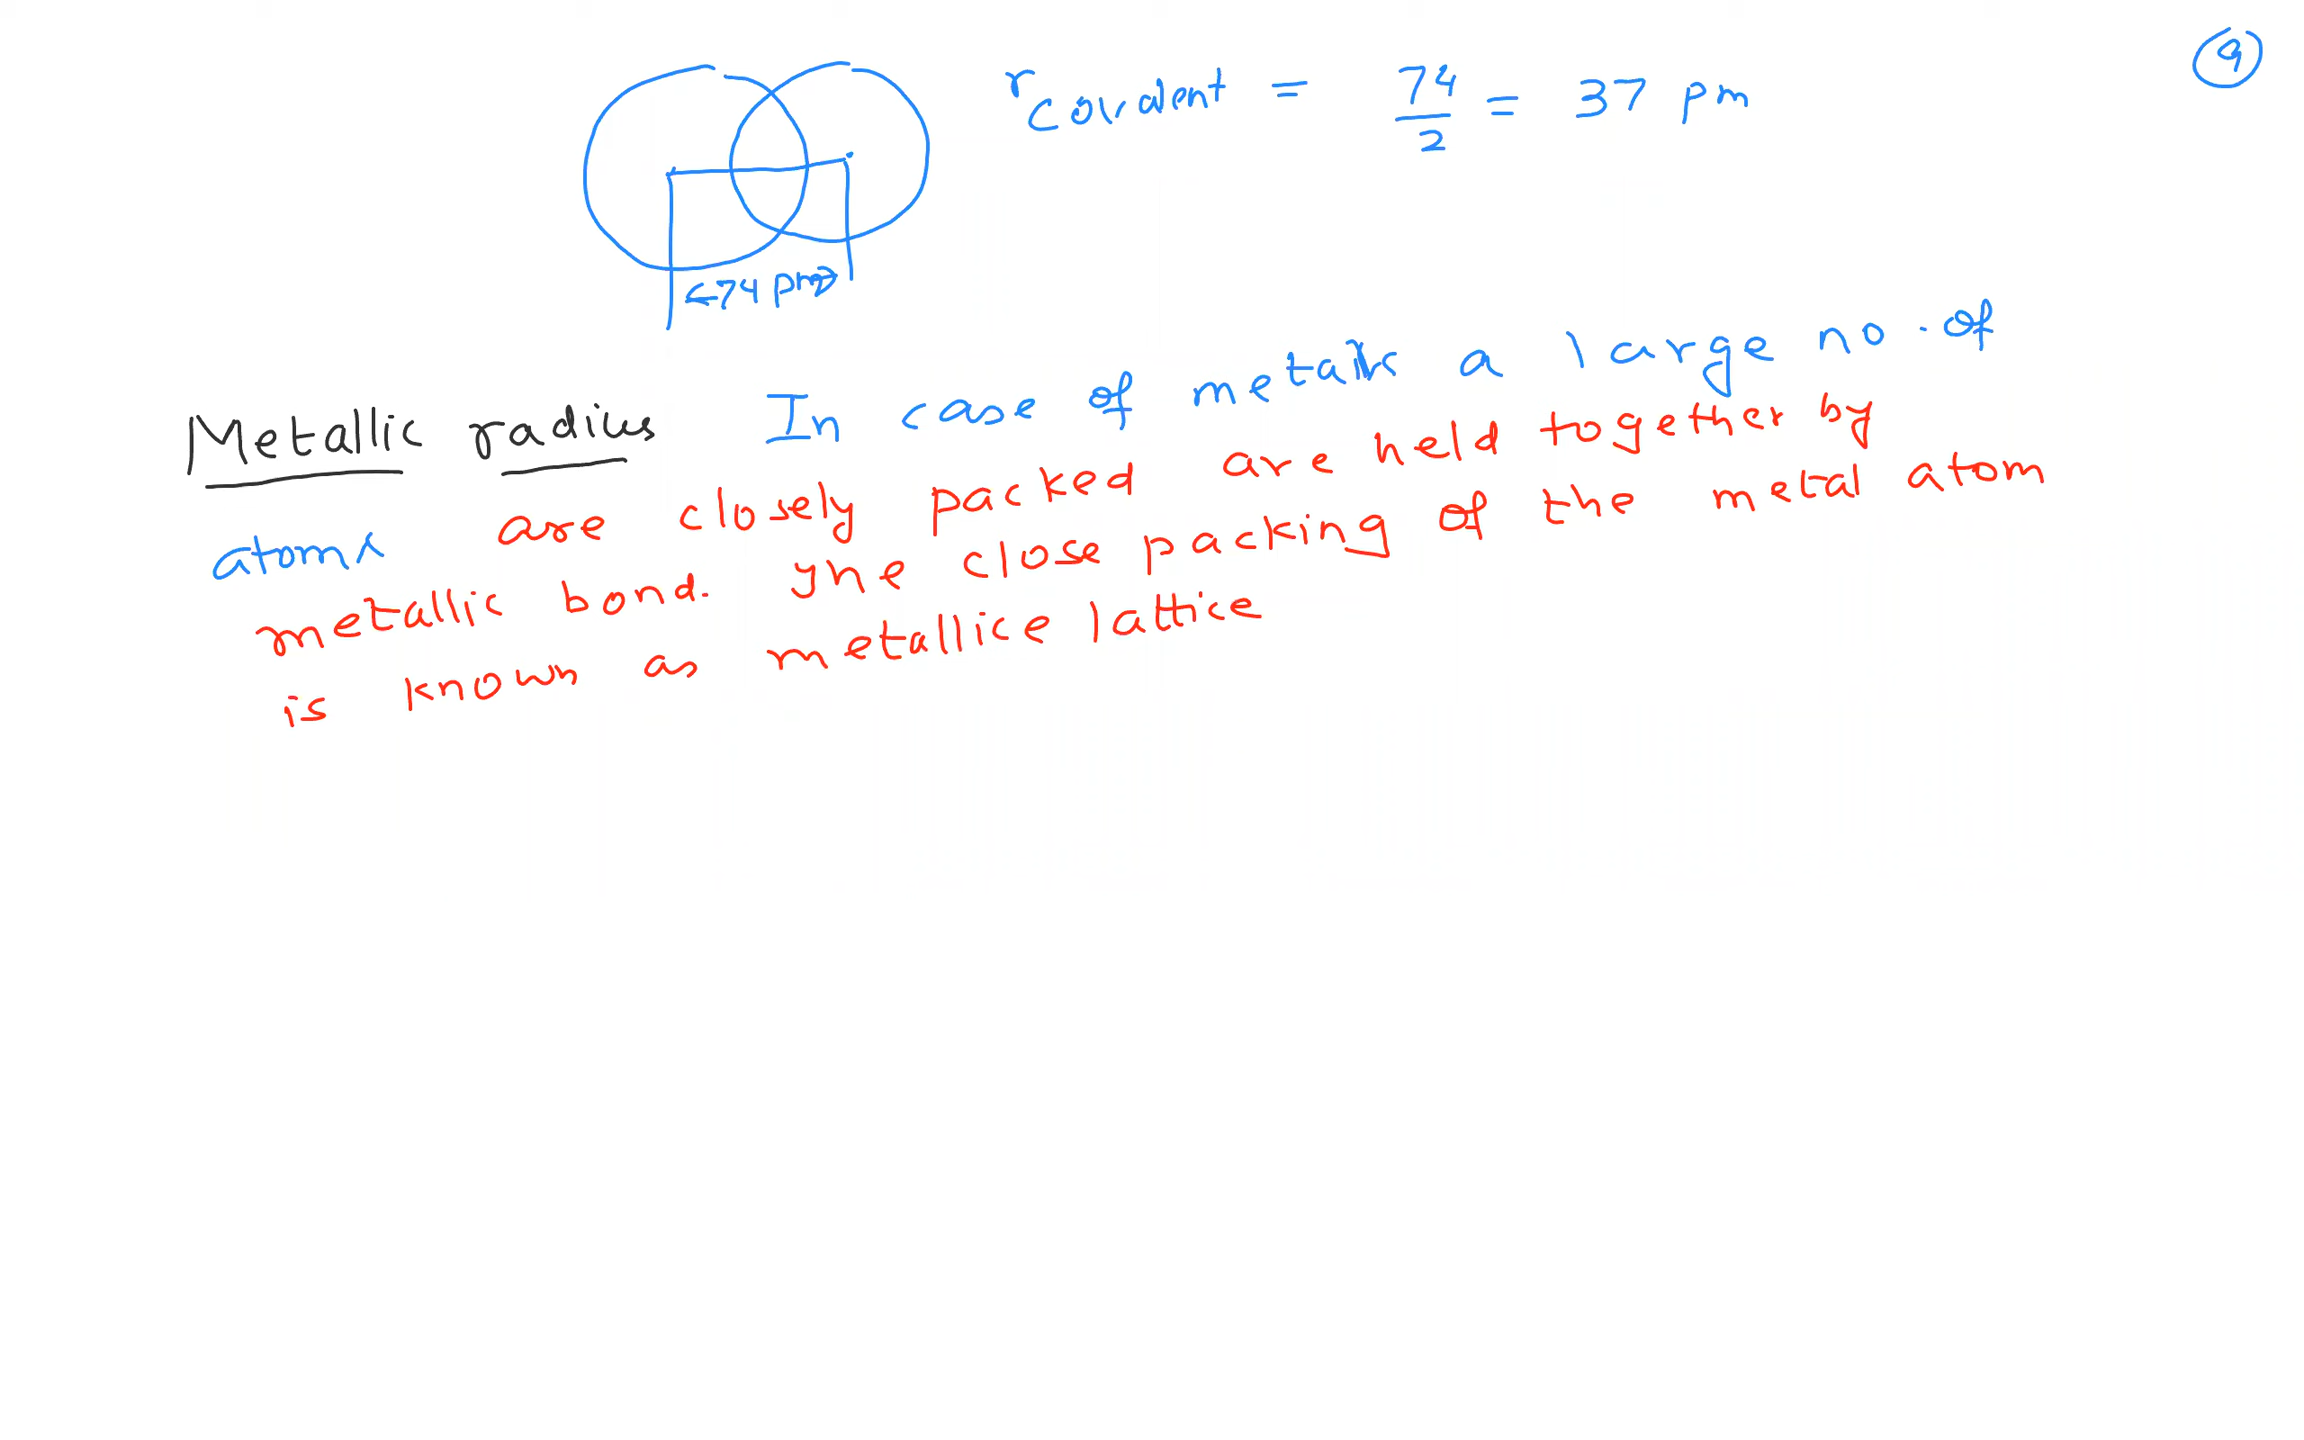 r covalent = 74/2 = 37 pm
<74 pm>
Metallic radius In case of metals a large no. of
atoms are closely packed are held together by
metallic bond. The close packing of the metal atom
is known as metallice lattice